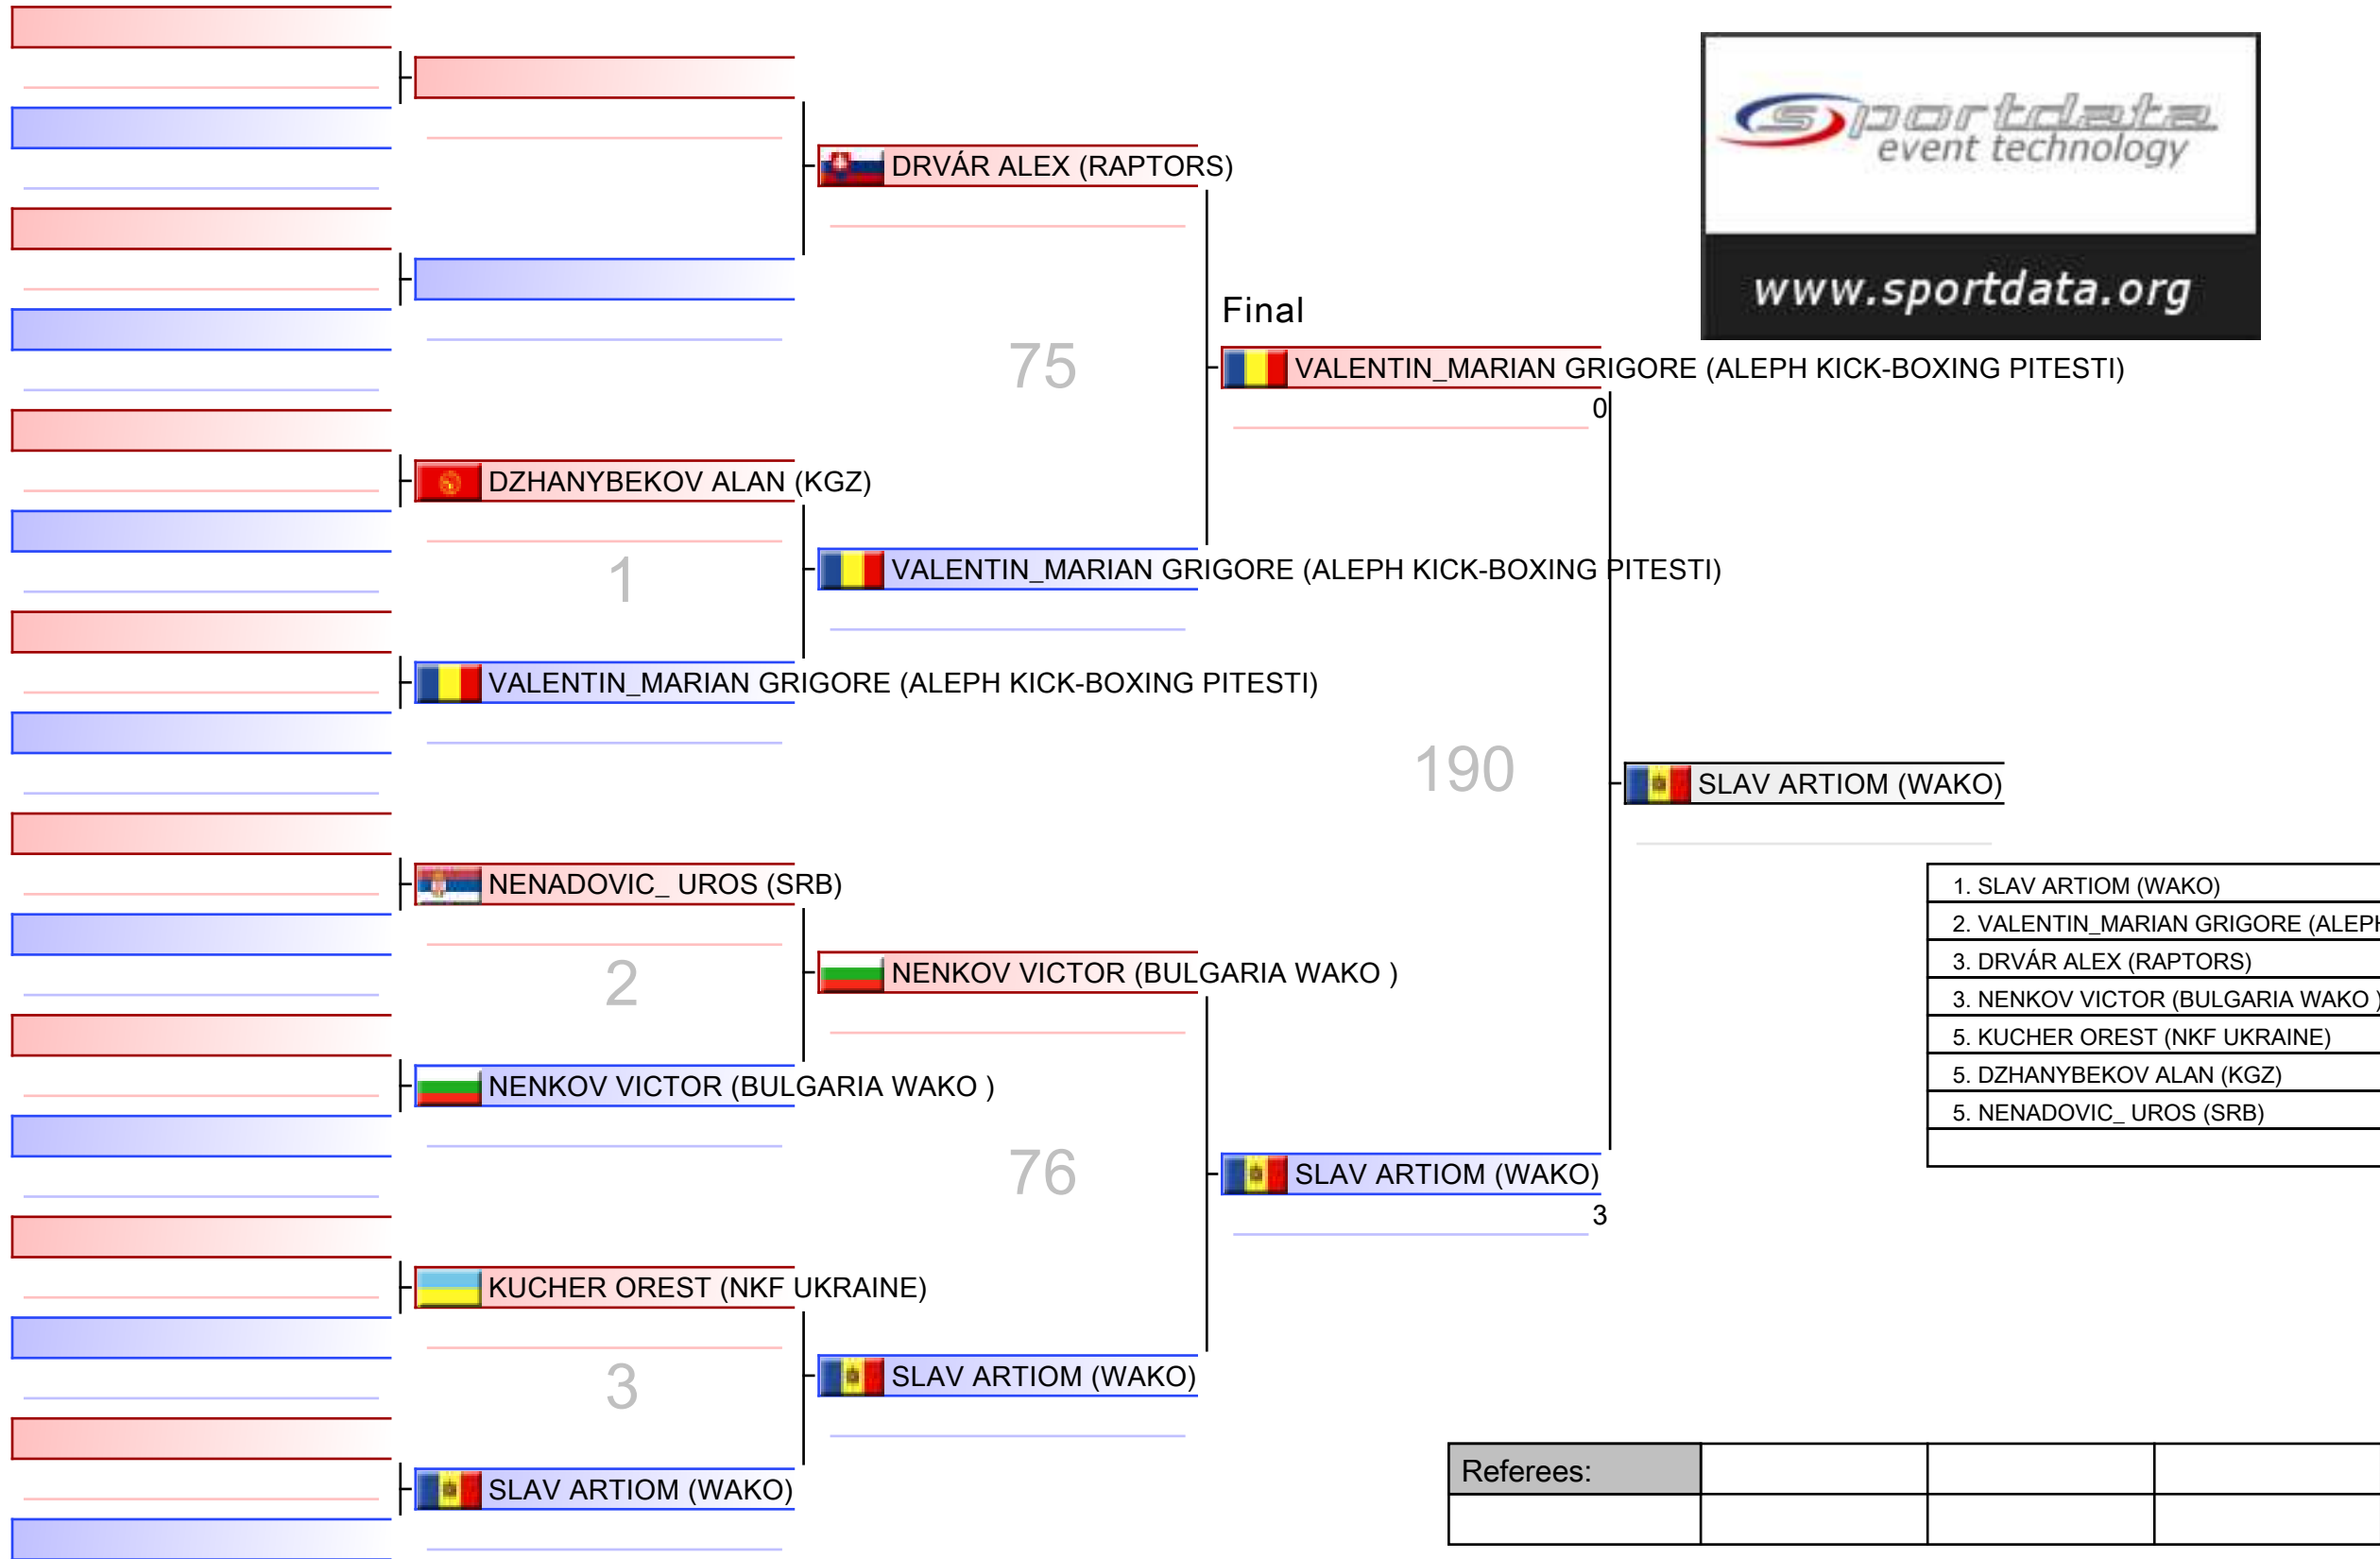 sportdata
event technology
www.sportdata.org
DRVÁR ALEX (RAPTORS)
75
Final
VALENTIN_MARIAN GRIGORE (ALEPH KICK-BOXING PITESTI)
0
DZHANYBEKOV ALAN (KGZ)
1
VALENTIN_MARIAN GRIGORE (ALEPH KICK-BOXING PITESTI)
VALENTIN_MARIAN GRIGORE (ALEPH KICK-BOXING PITESTI)
190
SLAV ARTIOM (WAKO)
NENADOVIC_ UROS (SRB)
2
NENKOV VICTOR (BULGARIA WAKO )
NENKOV VICTOR (BULGARIA WAKO )
76
SLAV ARTIOM (WAKO)
3
KUCHER OREST (NKF UKRAINE)
3
SLAV ARTIOM (WAKO)
SLAV ARTIOM (WAKO)
1. SLAV ARTIOM (WAKO)
2. VALENTIN_MARIAN GRIGORE (ALEPH
3. DRVÁR ALEX (RAPTORS)
3. NENKOV VICTOR (BULGARIA WAKO )
5. KUCHER OREST (NKF UKRAINE)
5. DZHANYBEKOV ALAN (KGZ)
5. NENADOVIC_ UROS (SRB)
Referees: